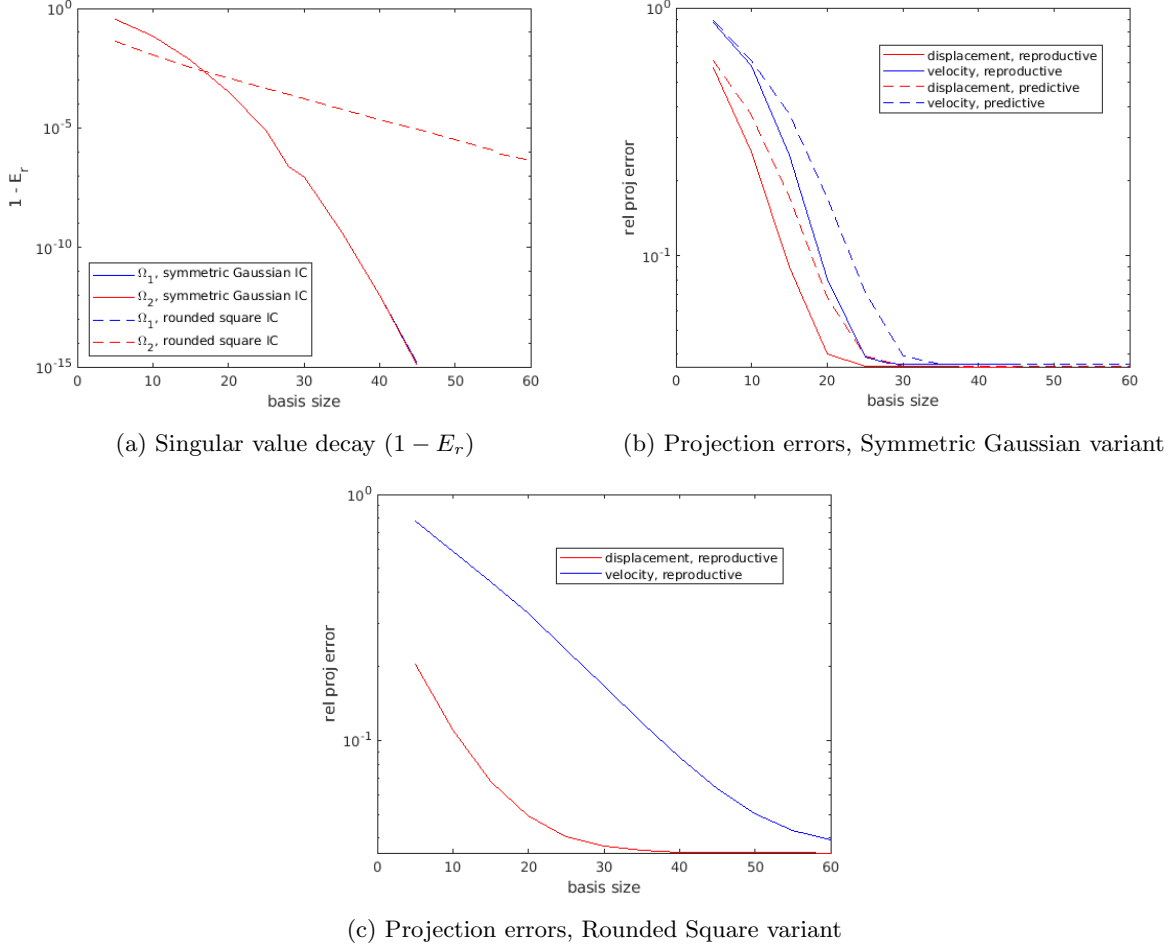 10^0
10^-5
10^-10
10^-15
1 - E_r
Ω_1, symmetric Gaussian IC
Ω_2, symmetric Gaussian IC
Ω_1, rounded square IC
Ω_2, rounded square IC
0 10 20 30 40 50 60
basis size
(a) Singular value decay (1 − E_r)
10^0
10^-1
rel proj error
displacement, reproductive
velocity, reproductive
displacement, predictive
velocity, predictive
0 10 20 30 40 50 60
basis size
(b) Projection errors, Symmetric Gaussian variant
10^0
10^-1
rel proj error
displacement, reproductive
velocity, reproductive
0 10 20 30 40 50 60
basis size
(c) Projection errors, Rounded Square variant